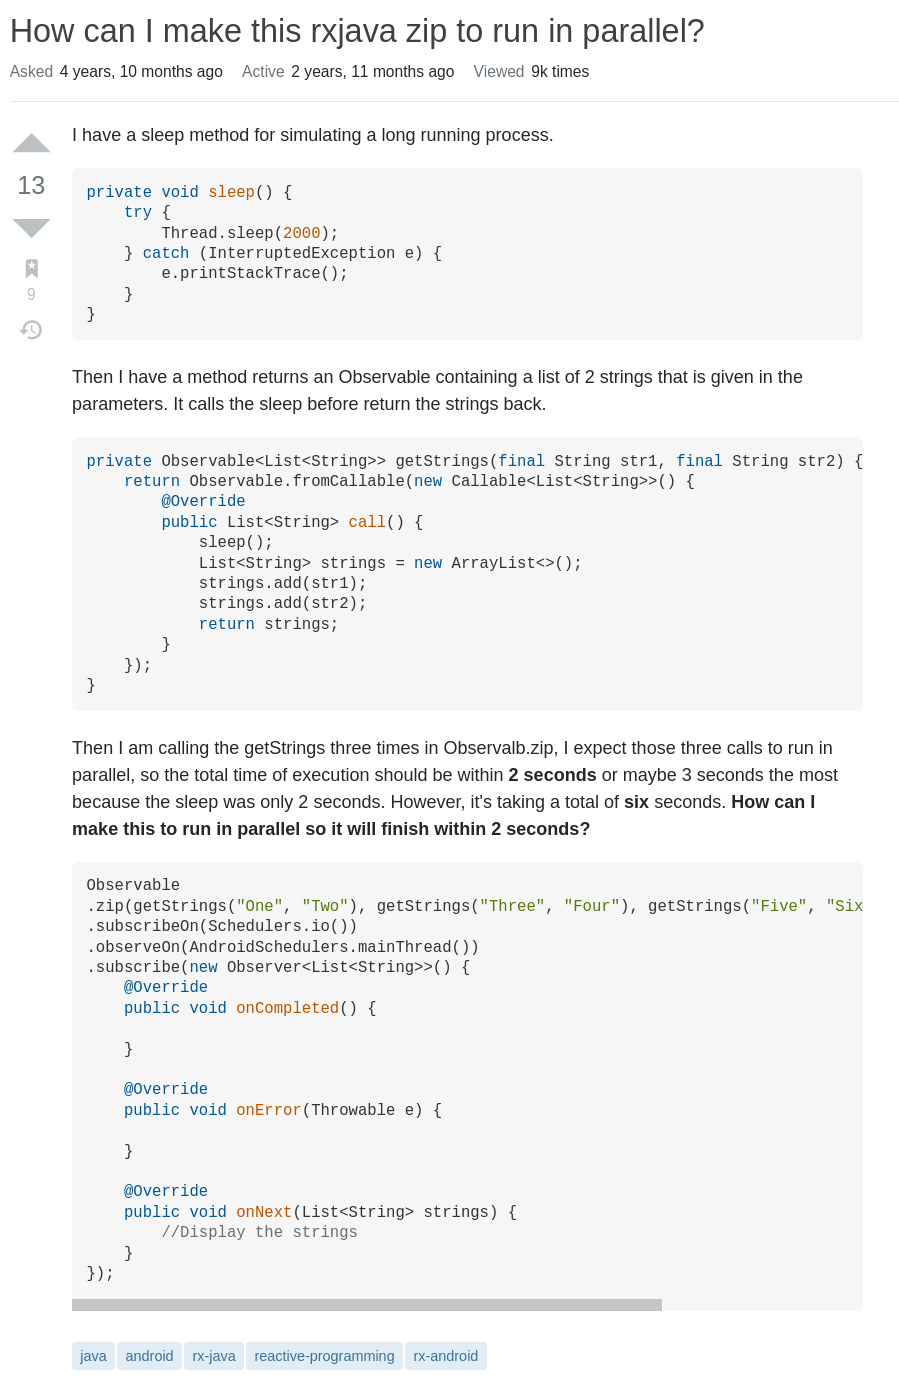 How can I make this rxjava zip to run in parallel?
Asked 4 years, 10 months ago Active 2 years, 11 months ago Viewed 9k times
I have a sleep method for simulating a long running process.
13
9
private void sleep() {
    try {
        Thread.sleep(2000);
    } catch (InterruptedException e) {
        e.printStackTrace();
    }
}
Then I have a method returns an Observable containing a list of 2 strings that is given in the
parameters. It calls the sleep before return the strings back.
private Observable<List<String>> getStrings(final String str1, final String str2) {
    return Observable.fromCallable(new Callable<List<String>>() {
        @Override
        public List<String> call() {
            sleep();
            List<String> strings = new ArrayList<>();
            strings.add(str1);
            strings.add(str2);
            return strings;
        }
    });
}
Then I am calling the getStrings three times in Observalb.zip, I expect those three calls to run in
parallel, so the total time of execution should be within 2 seconds or maybe 3 seconds the most
because the sleep was only 2 seconds. However, it's taking a total of six seconds. How can I
make this to run in parallel so it will finish within 2 seconds?
Observable
.zip(getStrings("One", "Two"), getStrings("Three", "Four"), getStrings("Five", "Six
.subscribeOn(Schedulers.io())
.observeOn(AndroidSchedulers.mainThread())
.subscribe(new Observer<List<String>>() {
    @Override
    public void onCompleted() {

    }

    @Override
    public void onError(Throwable e) {

    }

    @Override
    public void onNext(List<String> strings) {
        //Display the strings
    }
});
java android rx-java reactive-programming rx-android